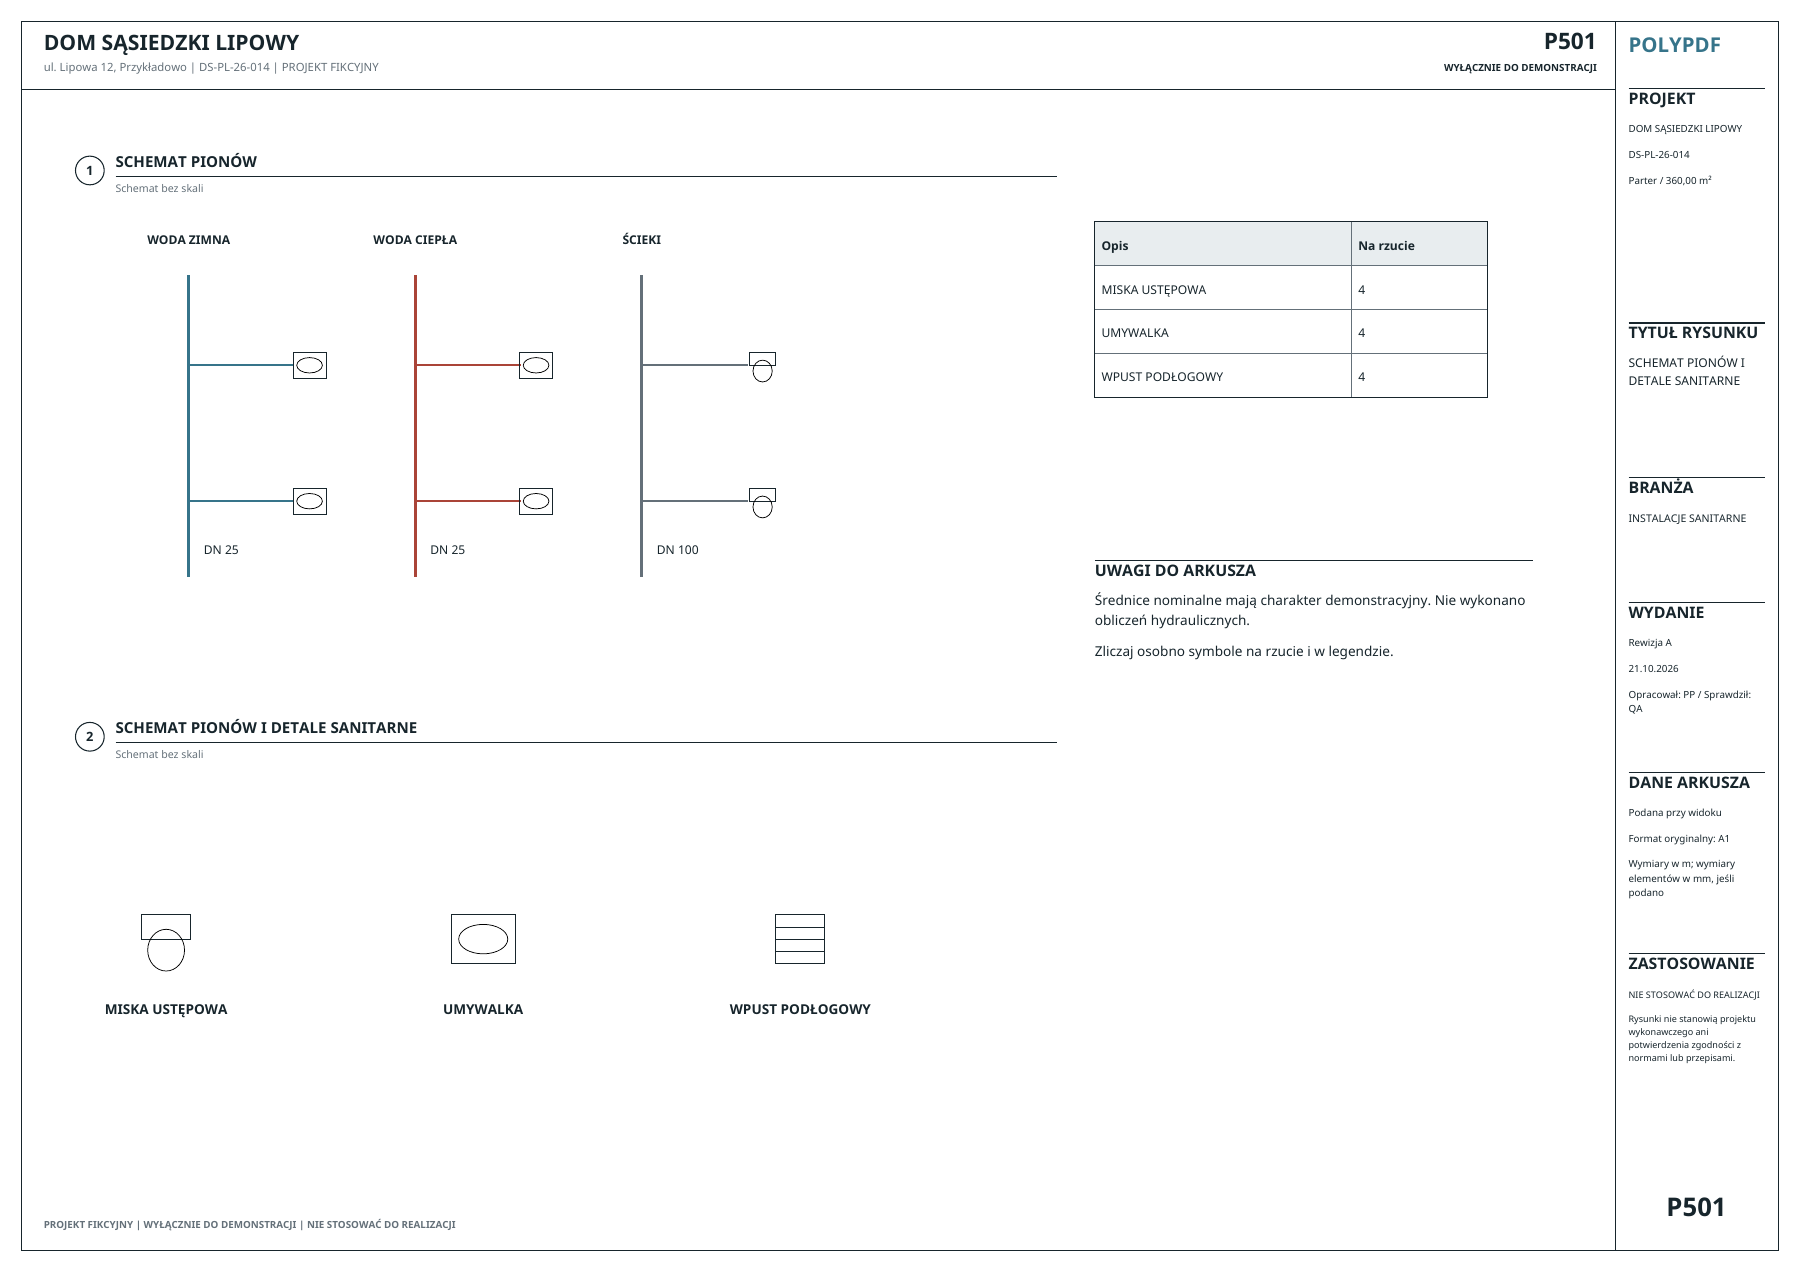 DOM SĄSIEDZKI LIPOWY
ul. Lipowa 12, Przykładowo | DS-PL-26-014 | PROJEKT FIKCYJNY
P501
WYŁĄCZNIE DO DEMONSTRACJI
1
SCHEMAT PIONÓW
Schemat bez skali
WODA ZIMNA
WODA CIEPŁA
ŚCIEKI
DN 25
DN 25
DN 100
Opis
Na rzucie
MISKA USTĘPOWA
4
UMYWALKA
4
WPUST PODŁOGOWY
4
UWAGI DO ARKUSZA
Średnice nominalne mają charakter demonstracyjny. Nie wykonano
obliczeń hydraulicznych.
Zliczaj osobno symbole na rzucie i w legendzie.
2
SCHEMAT PIONÓW I DETALE SANITARNE
Schemat bez skali
MISKA USTĘPOWA
UMYWALKA
WPUST PODŁOGOWY
PROJEKT FIKCYJNY | WYŁĄCZNIE DO DEMONSTRACJI | NIE STOSOWAĆ DO REALIZACJI
POLYPDF
PROJEKT
DOM SĄSIEDZKI LIPOWY
DS-PL-26-014
Parter / 360,00 m²
TYTUŁ RYSUNKU
SCHEMAT PIONÓW I
DETALE SANITARNE
BRANŻA
INSTALACJE SANITARNE
WYDANIE
Rewizja A
21.10.2026
Opracował: PP / Sprawdził:
QA
DANE ARKUSZA
Podana przy widoku
Format oryginalny: A1
Wymiary w m; wymiary
elementów w mm, jeśli
podano
ZASTOSOWANIE
NIE STOSOWAĆ DO REALIZACJI
Rysunki nie stanowią projektu
wykonawczego ani
potwierdzenia zgodności z
normami lub przepisami.
P501